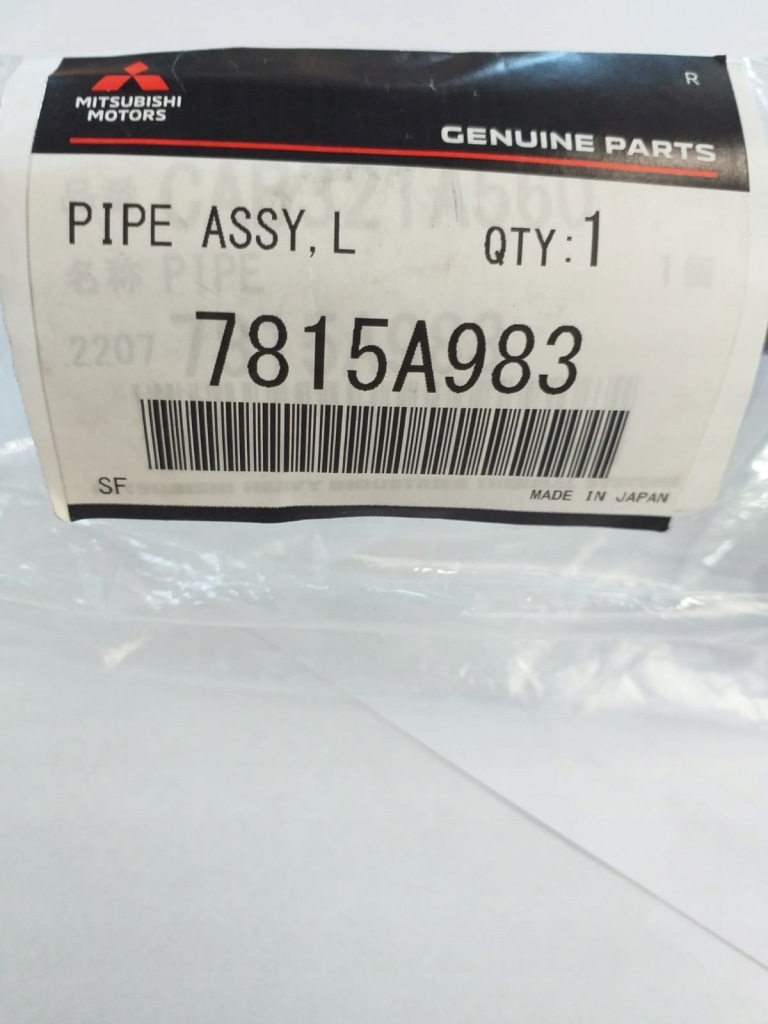 R
MITSUBISHI
MOTORS
GENUINE PARTS
PIPE ASSY, L
QTY:1
名称 PIPE
2207
7815A983
SF
MADE IN JAPAN